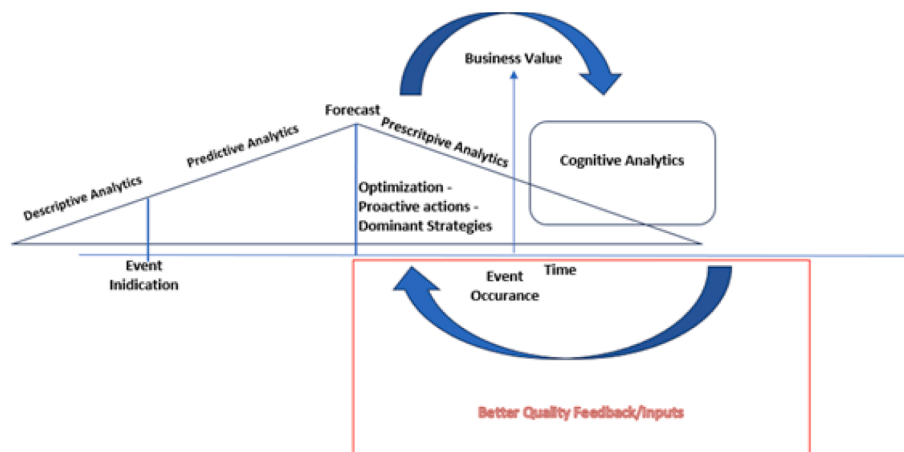 Business Value
Forecast
Descriptive Analytics
Predictive Analytics
Prescritpive Analytics
Cognitive Analytics
Optimization -
Proactive actions -
Dominant Strategies
Event
Inidication
Event
Occurance
Time
Better Quality Feedback/Inputs